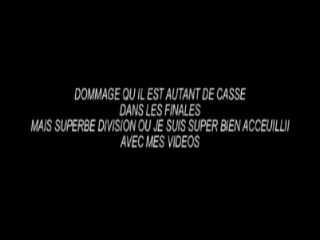 DOMMAGE QU IL EST AUTANT DE CASSE
DANS LES FINALES
MAIS SUPERBE DIVISION OU JE SUIS SUPER BIEN ACCEUILLII
AVEC MES VIDEOS